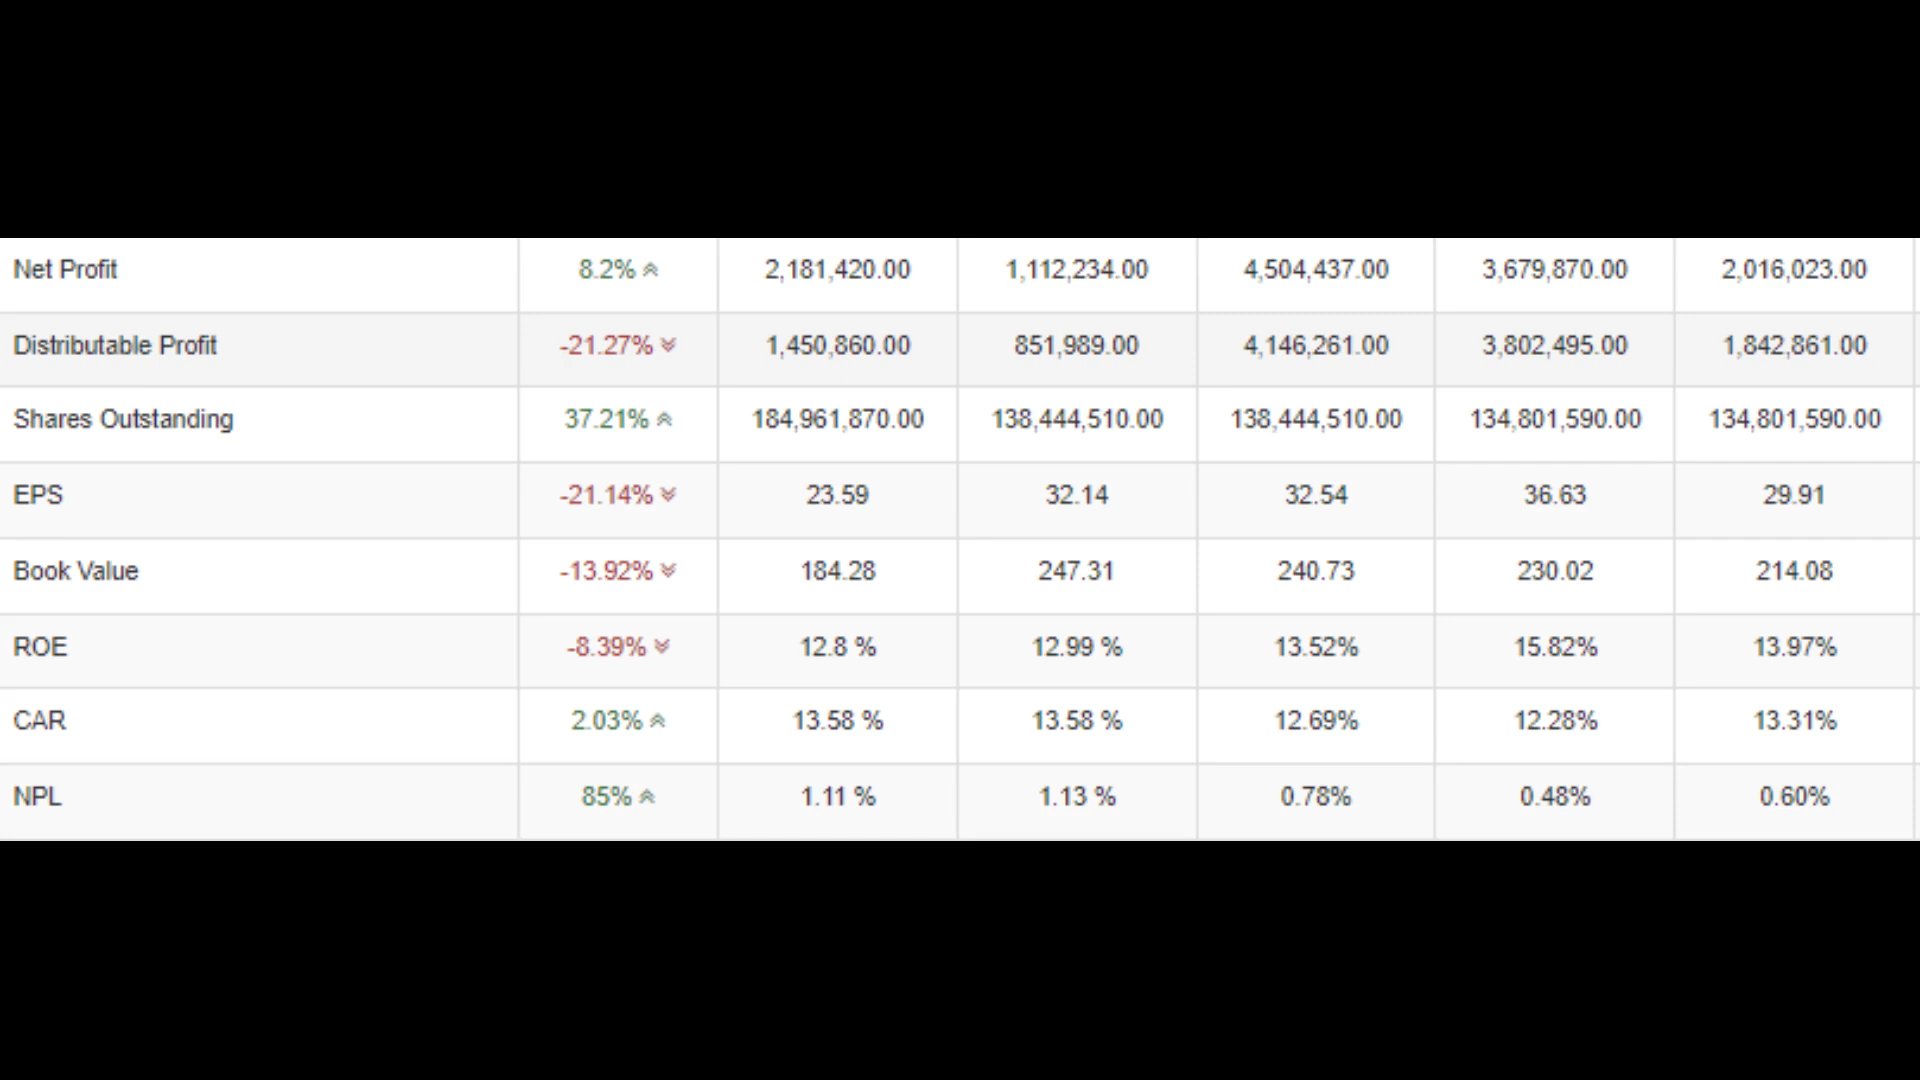 Net Profit 8.2% 2,181,420.00 1,112,234.00 4,504,437.00 3,679,870.00 2,016,023.00
Distributable Profit -21.27% 1,450,860.00 851,989.00 4,146,261.00 3,802,495.00 1,842,861.00
Shares Outstanding 37.21% 184,961,870.00 138,444,510.00 138,444,510.00 134,801,590.00 134,801,590.00
EPS -21.14% 23.59 32.14 32.54 36.63 29.91
Book Value -13.92% 184.28 247.31 240.73 230.02 214.08
ROE -8.39% 12.8 % 12.99 % 13.52% 15.82% 13.97%
CAR 2.03% 13.58 % 13.58 % 12.69% 12.28% 13.31%
NPL 85% 1.11 % 1.13 % 0.78% 0.48% 0.60%